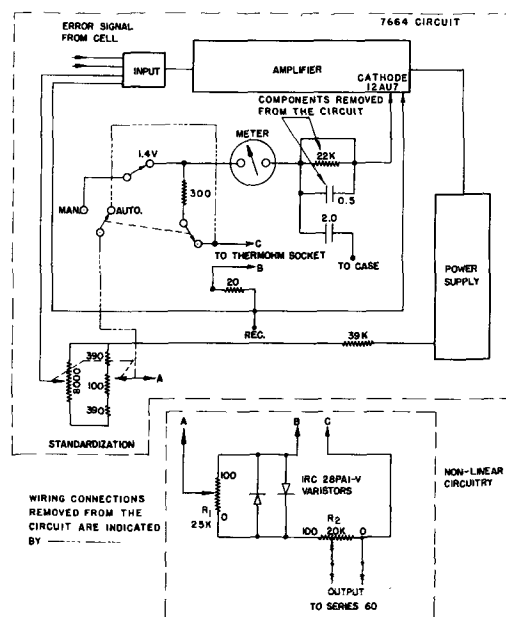 7664 CIRCUIT
ERROR SIGNAL
FROM CELL
INPUT
AMPLIFIER
CATHODE
12AU7
COMPONENTS REMOVED
FROM THE CIRCUIT
METER
1.4V
22K
0.5
300
MAN.
AUTO.
2.0
C
TO THERMOHM SOCKET
TO CASE
B
20
POWER
SUPPLY
REC.
39K
390
8000
100
390
A
STANDARDIZATION
A
B
C
NON-LINEAR
CIRCUITRY
100
IRC 28PA1-V
VARISTORS
R1
25K
0
R2
100
20K
0
WIRING CONNECTIONS
REMOVED FROM THE
CIRCUIT ARE INDICATED
BY
OUTPUT
TO SERIES 60